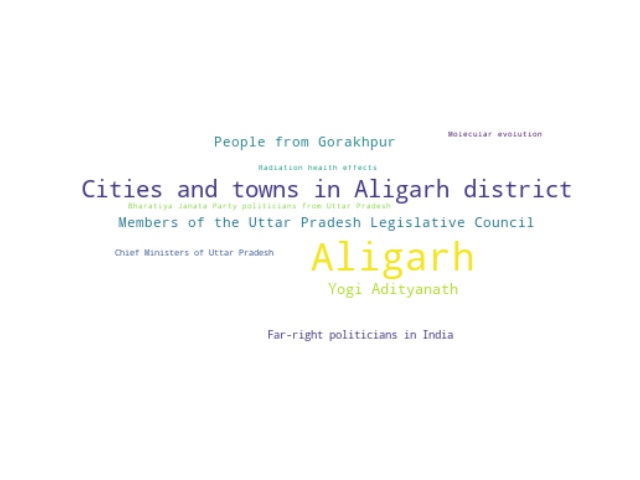 Molecular evolution
People from Gorakhpur
Radiation health effects
Cities and towns in Aligarh district
Bharatiya Janata Party politicians from Uttar Pradesh
Members of the Uttar Pradesh Legislative Council
Chief Ministers of Uttar Pradesh
Aligarh
Yogi Adityanath
Far-right politicians in India